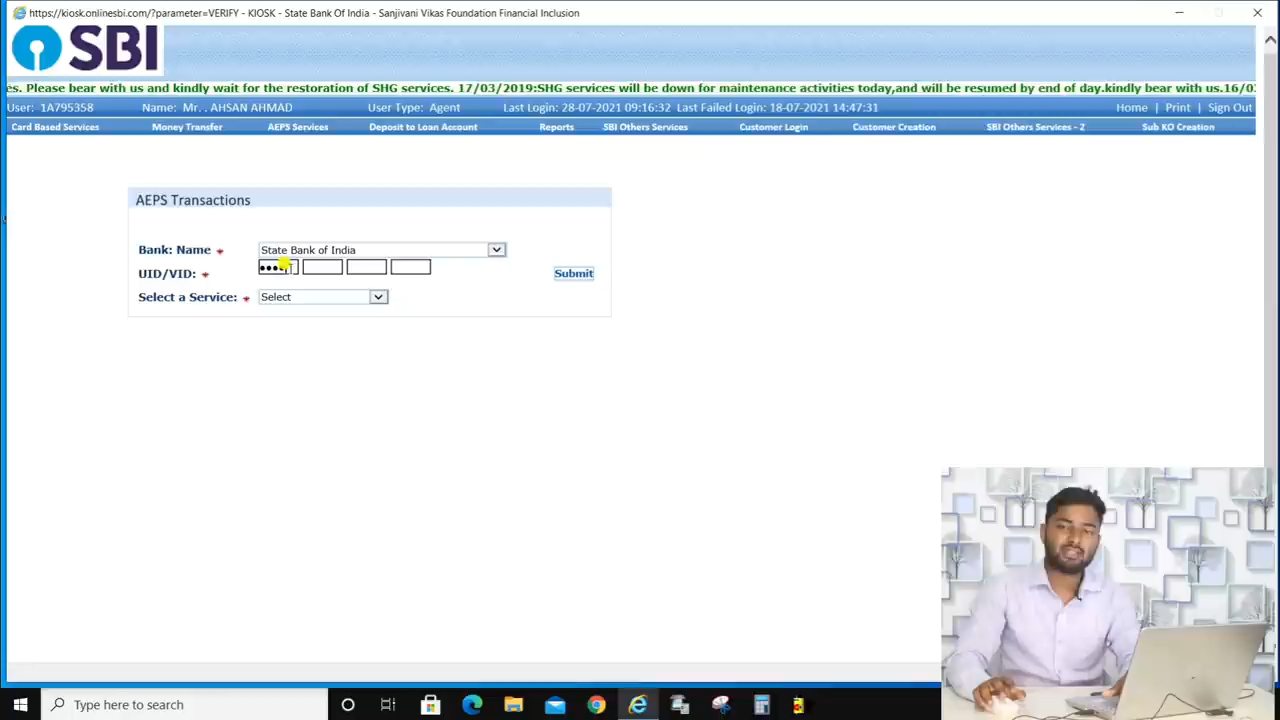 https://kiosk.onlinesbi.com/?parameter=VERIFY - KIOSK - State Bank Of India - Sanjivani Vikas Foundation Financial Inclusion
SBI
es. Please bear with us and kindly wait for the restoration of SHG services. 17/03/2019:SHG services will be down for maintenance activities today,and will be resumed by end of day.kindly bear with us.16/0
User: 1A795358 Name: Mr. . AHSAN AHMAD User Type: Agent Last Login: 28-07-2021 09:16:32 Last Failed Login: 18-07-2021 14:47:31 Home | Print | Sign Out
Card Based Services Money Transfer AEPS Services Deposit to Loan Account Reports SBI Others Services Customer Login Customer Creation SBI Others Services - 2 Sub KO Creation
AEPS Transactions
Bank: Name * State Bank of India
UID/VID: * Submit
Select a Service: * Select
Type here to search